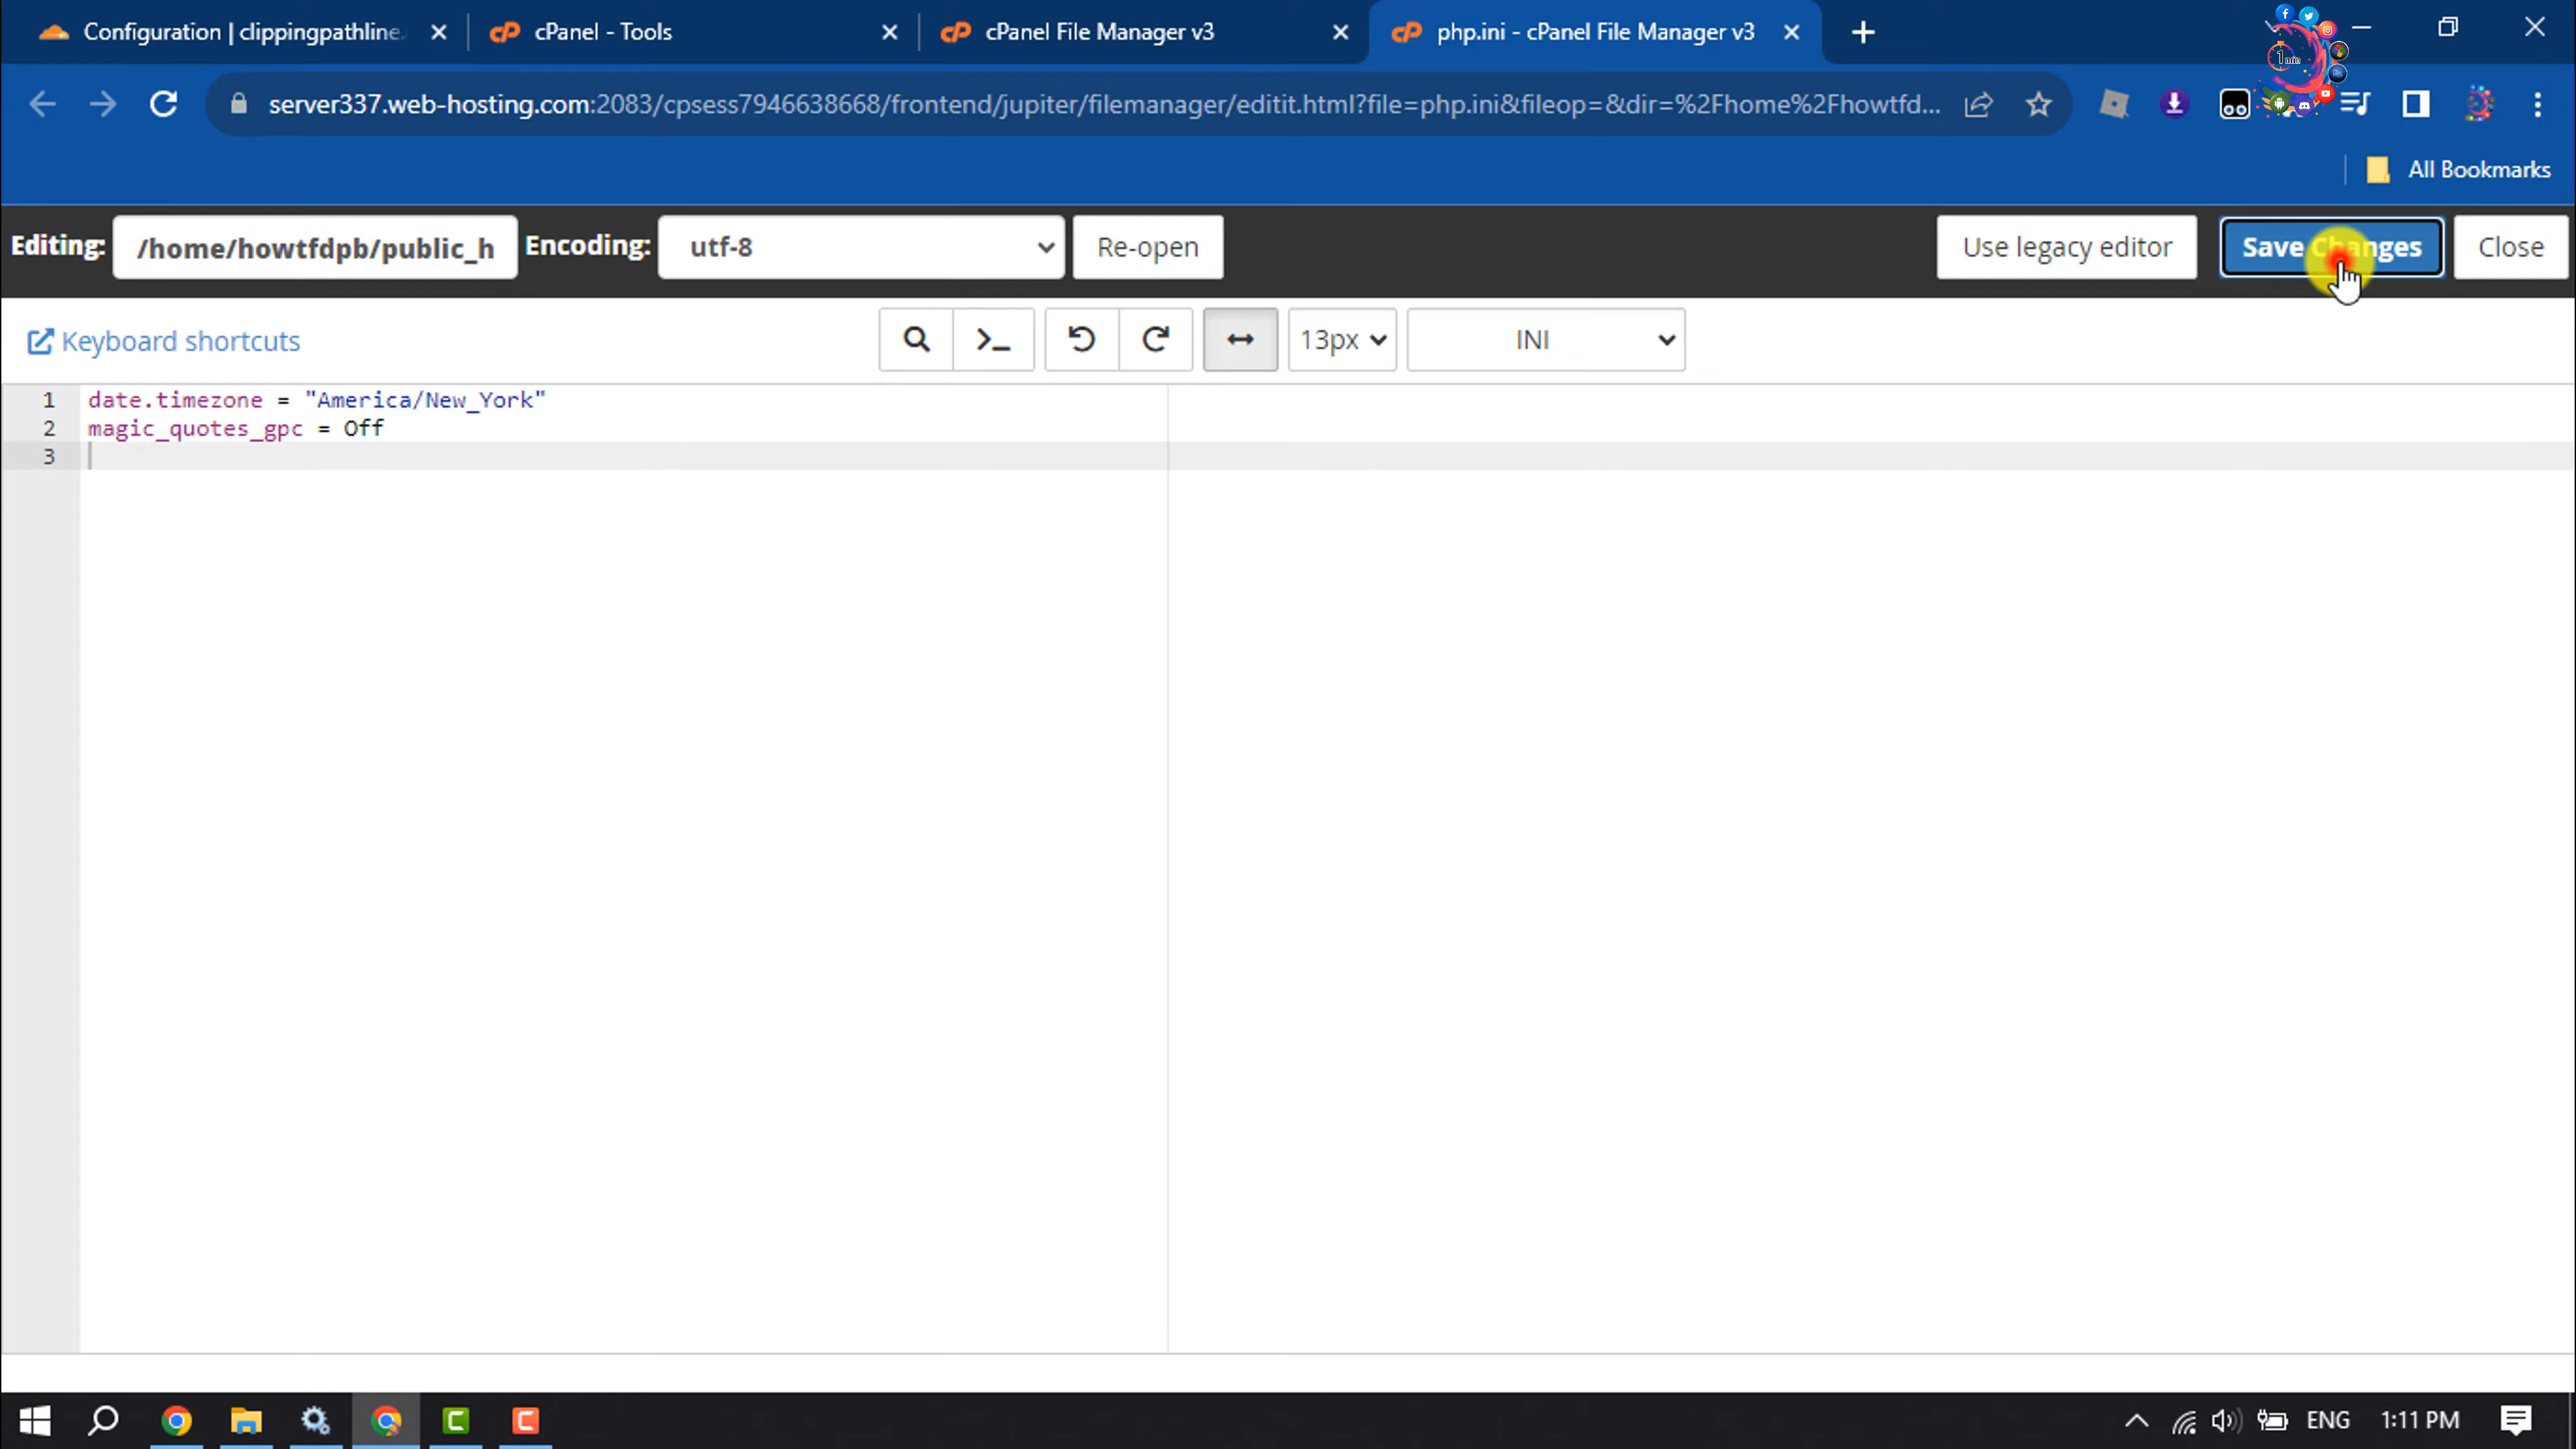 Configuration | clippingpathline.
cPanel - Tools
cPanel File Manager v3
php.ini - cPanel File Manager v3
server337.web-hosting.com:2083/cpsess7946638668/frontend/jupiter/filemanager/editit.html?file=php.ini&fileop=&dir=%2Fhome%2Fhowtfd...
All Bookmarks
Editing: /home/howtfdpb/public_h Encoding: utf-8 Re-open Use legacy editor Save Changes Close
Keyboard shortcuts 13px INI
1 date.timezone = "America/New_York"
2 magic_quotes_gpc = Off
3
ENG 1:11 PM
1min